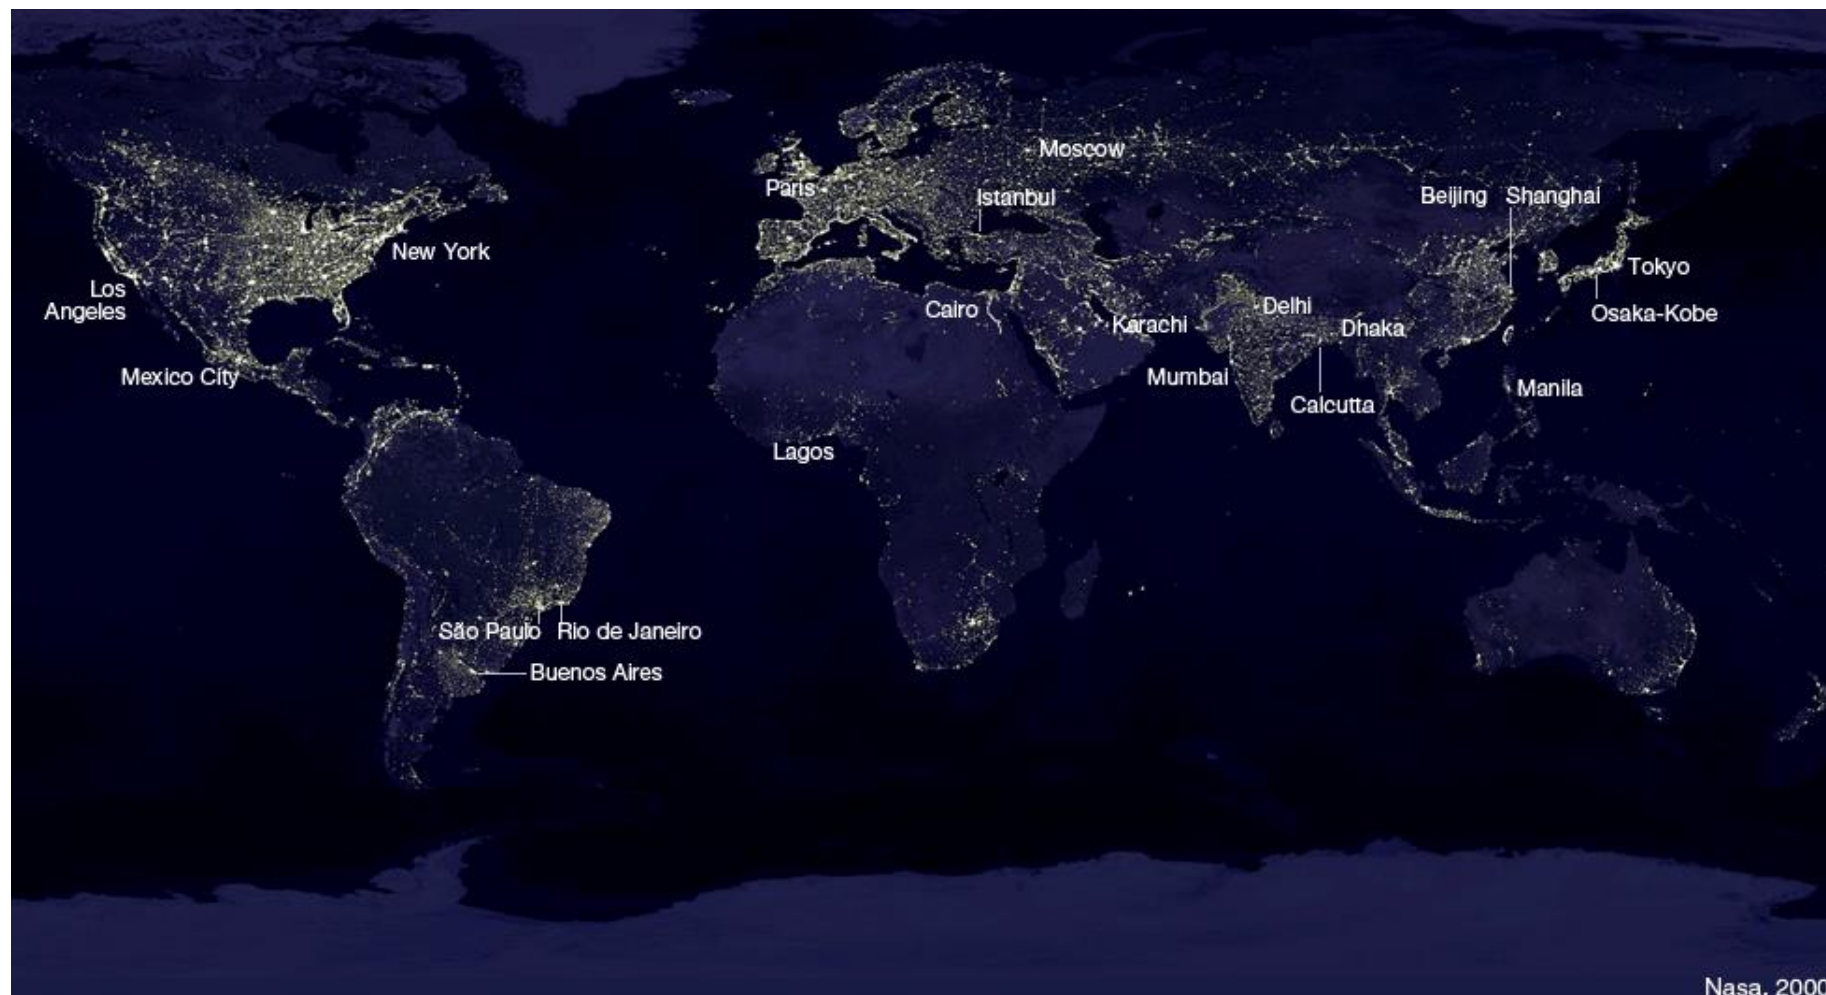 Moscow
Paris
Istanbul
Beijing
Shanghai
New York
Tokyo
Los
Angeles
Cairo
Delhi
Osaka-Kobe
Karachi
Dhaka
Mexico City
Mumbai
Manila
Calcutta
Lagos
São Paulo
Rio de Janeiro
Buenos Aires
Nasa, 2000